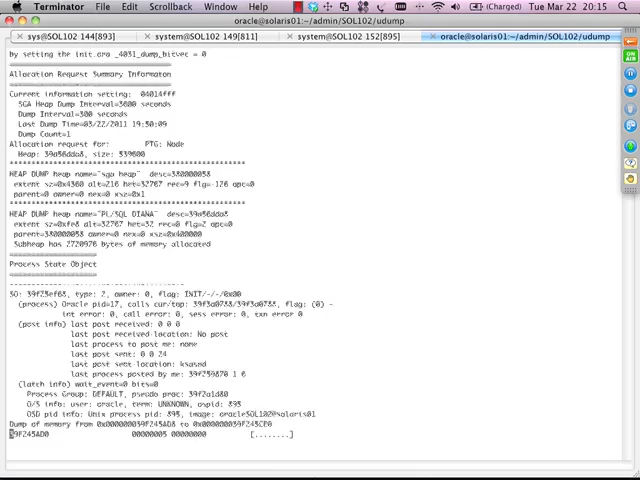 Terminator File Edit Scrollback Window Help (Charged) Tue Mar 22 20:15
oracle@solaris01:~/admin/SOL102/udump
sys@SOL102 144[893] system@SOL102 149[811] system@SOL102 152[895] oracle@solaris01:~/admin/SOL102/udump
by setting the init.ora _4031_dump_bitvec = 0
Allocation Request Summary Informaton
Current information setting: 04014fff
SGA Heap Dump Interval=3600 seconds
Dump Interval=300 seconds
Last Dump Time=03/22/2011 19:50:09
Dump Count=1
Allocation request for: PTG: Node
Heap: 39a56dda8, size: 539600
**********************************************************
HEAP DUMP heap name="sga heap" desc=380000058
extent sz=0x4360 alt=216 het=32767 rec=9 flg=-126 opc=0
parent=0 owner=0 nex=0 xsz=0x1
**********************************************************
HEAP DUMP heap name="PL/SQL DIANA" desc=39a56dda8
extent sz=0xfe8 alt=32767 het=32 rec=0 flg=2 opc=0
parent=380000058 owner=0 nex=0 xsz=0x400000
Subheap has 2720976 bytes of memory allocated
Process State Object
----------------------------------------
SO: 39f23ef68, type: 2, owner: 0, flag: INIT/-/-/0x00
(process) Oracle pid=17, calls cur/top: 39f3a0788/39f3a0788, flag: (0) -
int error: 0, call error: 0, sess error: 0, txn error 0
(post info) last post received: 0 0 0
last post received-location: No post
last process to post me: none
last post sent: 0 0 24
last post sent-location: ksasnd
last process posted by me: 39f259870 1 6
(latch info) wait_event=0 bits=0
Process Group: DEFAULT, pseudo proc: 39f2a1d80
O/S info: user: oracle, term: UNKNOWN, ospid: 895
OSD pid info: Unix process pid: 895, image: oracleSOL102@solaris01
Dump of memory from 0x000000039F245AD8 to 0x000000039F245CE0
39F245AD0 00000005 00000000 [........]